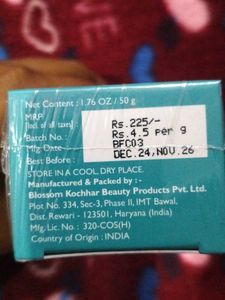 Net Content : 1.76 OZ / 50 g
MRP Rs.225/-
[Incl. of all taxes] : Rs.4.5 per g
Batch No. : BFC03
Mfg Date DEC.24,NOV.26
Best Before :
STORE IN A COOL, DRY PLACE.
Manufactured & Packed by :-
Blossom Kochhar Beauty Products Pvt. Ltd.
Plot No. 334, Sec-3, Phase II, IMT Bawal,
Dist. Rewari - 123501, Haryana (India)
Mfg. Lic. No. : 320-COS(H)
Country of Origin : INDIA